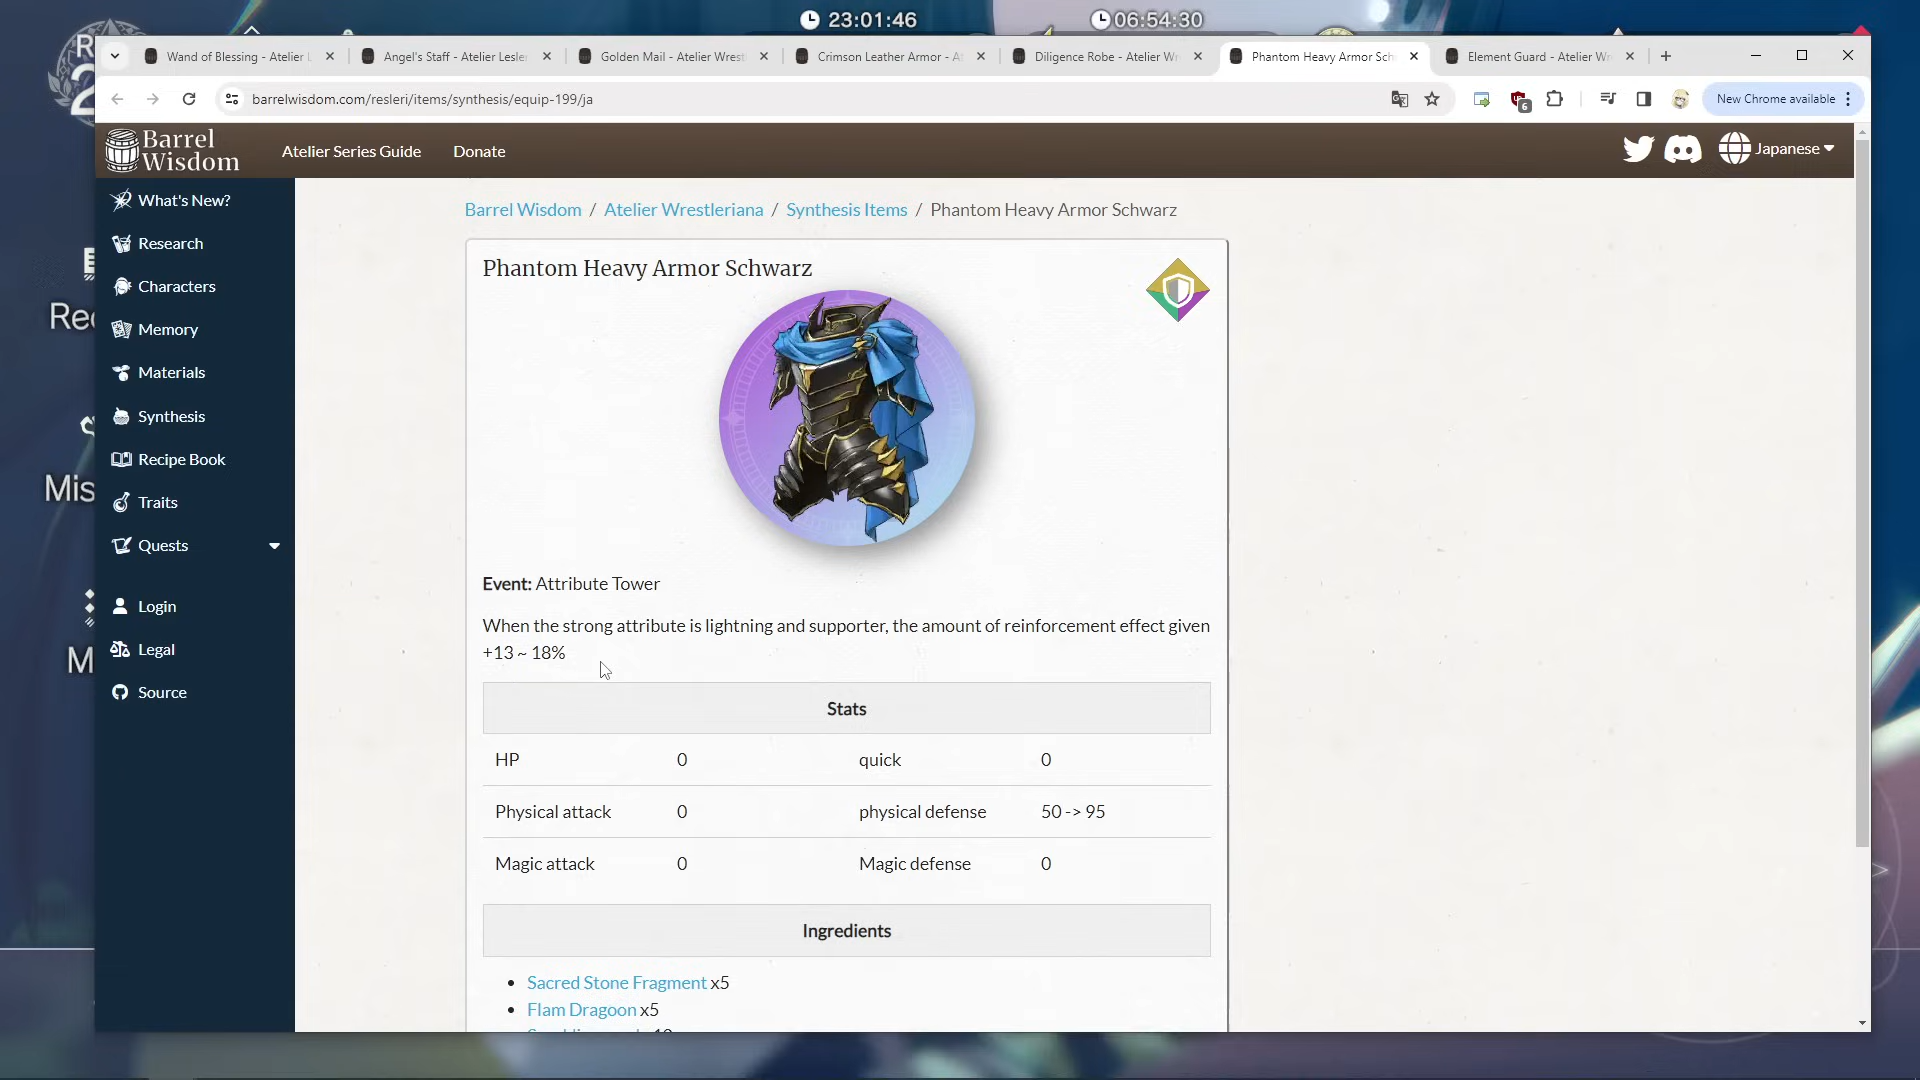 23:01:46
06:54:30
Wand of Blessing - Atelier L
Angel's Staff - Atelier Lesle
Golden Mail - Atelier Wrest
Crimson Leather Armor - A
Diligence Robe - Atelier W
Phantom Heavy Armor Sch
Element Guard - Atelier W
barrelwisdom.com/resleri/items/synthesis/equip-199/ja
6
New Chrome available
Barrel
Wisdom
Atelier Series Guide
Donate
Japanese
What's New?
Research
Characters
Memory
Materials
Synthesis
Recipe Book
Traits
Quests
Login
Legal
Source
Rec
Mis
M
Barrel Wisdom / Atelier Wrestleriana / Synthesis Items / Phantom Heavy Armor Schwarz
Phantom Heavy Armor Schwarz
Event: Attribute Tower
When the strong attribute is lightning and supporter, the amount of reinforcement effect given
+13 ~ 18%
Stats
HP 0 quick 0
Physical attack 0 physical defense 50 -> 95
Magic attack 0 Magic defense 0
Ingredients
Sacred Stone Fragment x5
Flam Dragoon x5